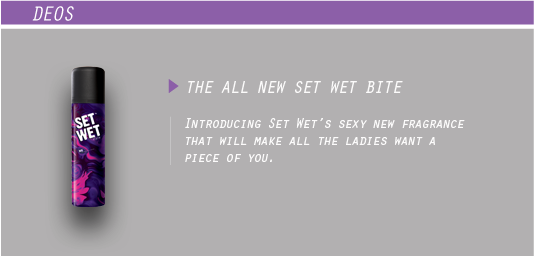 DEOS
THE ALL NEW SET WET BITE
INTRODUCING SET WET'S SEXY NEW FRAGRANCE
THAT WILL MAKE ALL THE LADIES WANT A
PIECE OF YOU.
SET
WET